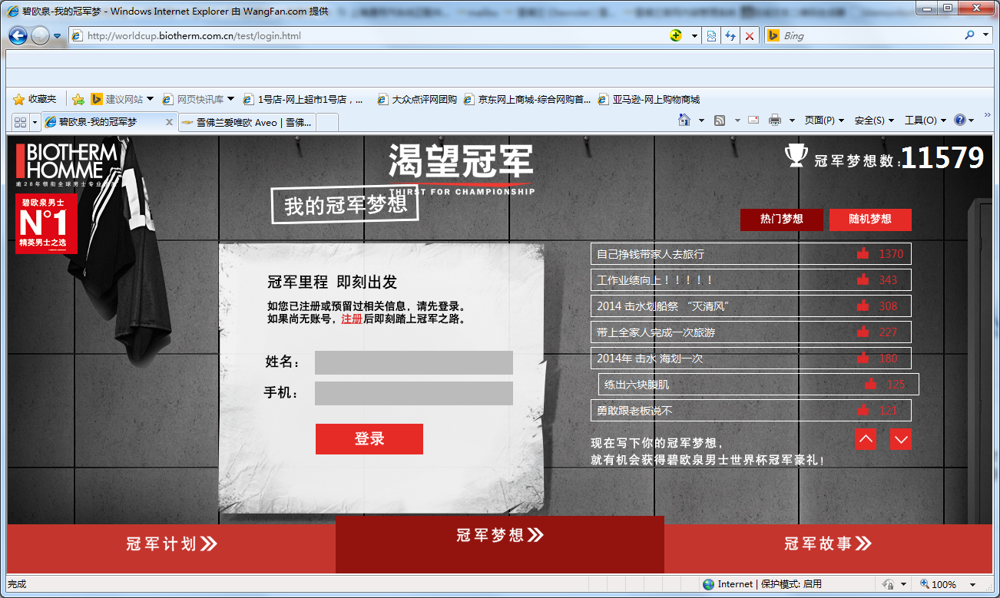 碧欧泉-我的冠军梦 - Windows Internet Explorer 由 WangFan.com 提供
http://worldcup.biotherm.com.cn/test/login.html
Bing
收藏夹 建议网站 网页快讯库 1号店-网上超市1号店，... 大众点评网团购 京东网上商城-综合网购首... 亚马逊-网上购物商城
碧欧泉-我的冠军梦 雪佛兰爱唯欧 Aveo | 雪佛... 页面(P) 安全(S) 工具(O)
BIOTHERM
HOMME
碧欧泉男士
N°1
精英男士之选
渴望冠军
THIRST FOR CHAMPIONSHIP
我的冠军梦想
冠军梦想数:11579
热门梦想 随机梦想
冠军里程 即刻出发
如您已注册或预留过相关信息，请先登录。
如果尚无账号，注册后即刻踏上冠军之路。
姓名：
手机：
登录
自己挣钱带家人去旅行 1370
工作业绩向上！！！！！ 343
2014 击水划船祭 “灭清风” 308
带上全家人完成一次旅游 227
2014年 击水 海划一次 180
练出六块腹肌 125
勇敢跟老板说不 121
现在写下你的冠军梦想，
就有机会获得碧欧泉男士世界杯冠军豪礼！
冠军计划 冠军梦想 冠军故事
完成 Internet | 保护模式: 启用 100%